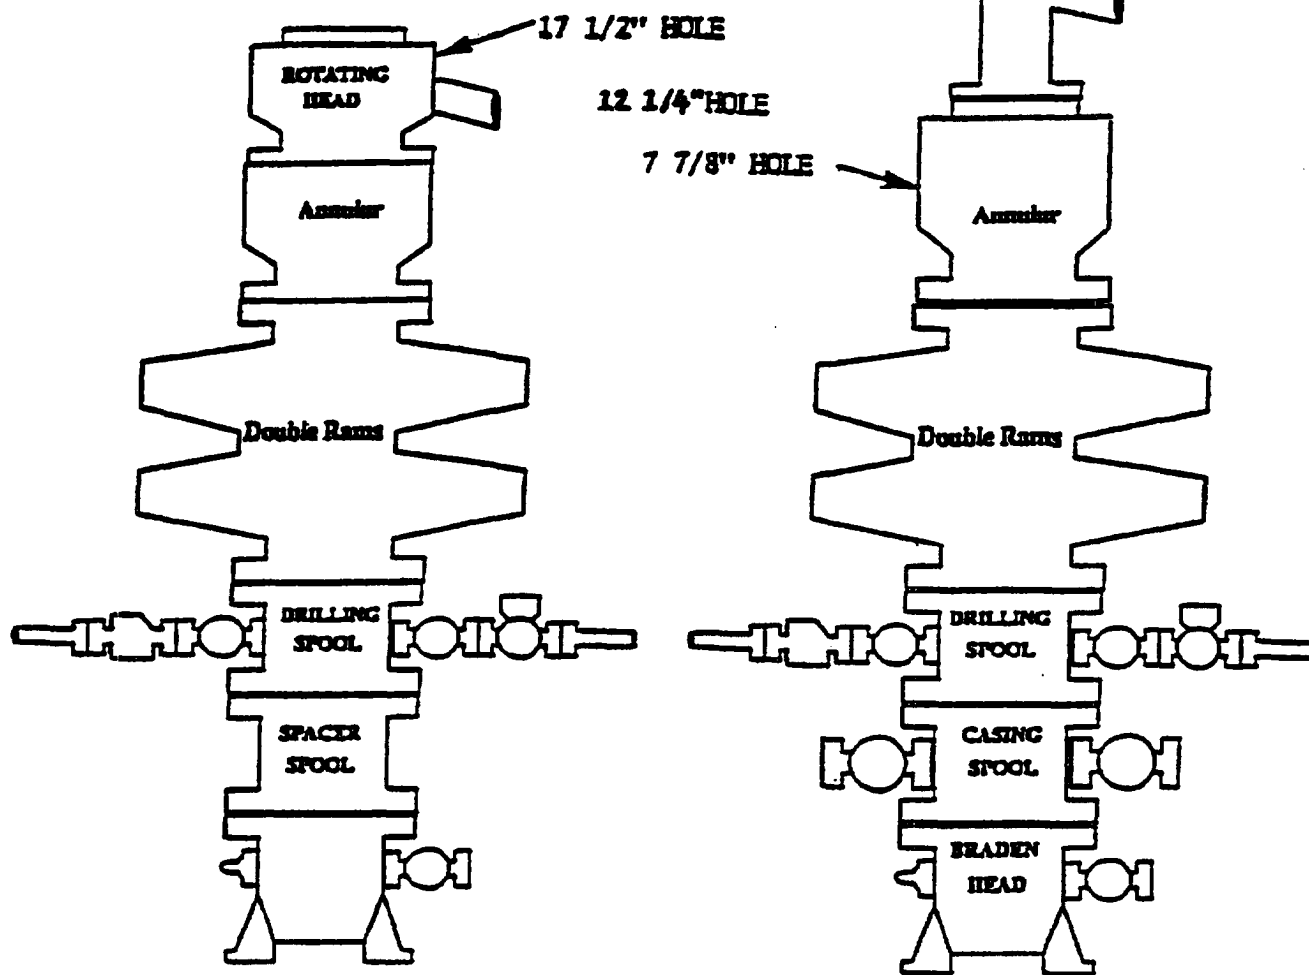 17 1/2" HOLE
ROTATING
HEAD
12 1/4" HOLE
7 7/8" HOLE
Annular
Annular
Double Rams
Double Rams
DRILLING
SPOOL
DRILLING
SPOOL
SPACER
SPOOL
CASING
SPOOL
BRADEN
HEAD